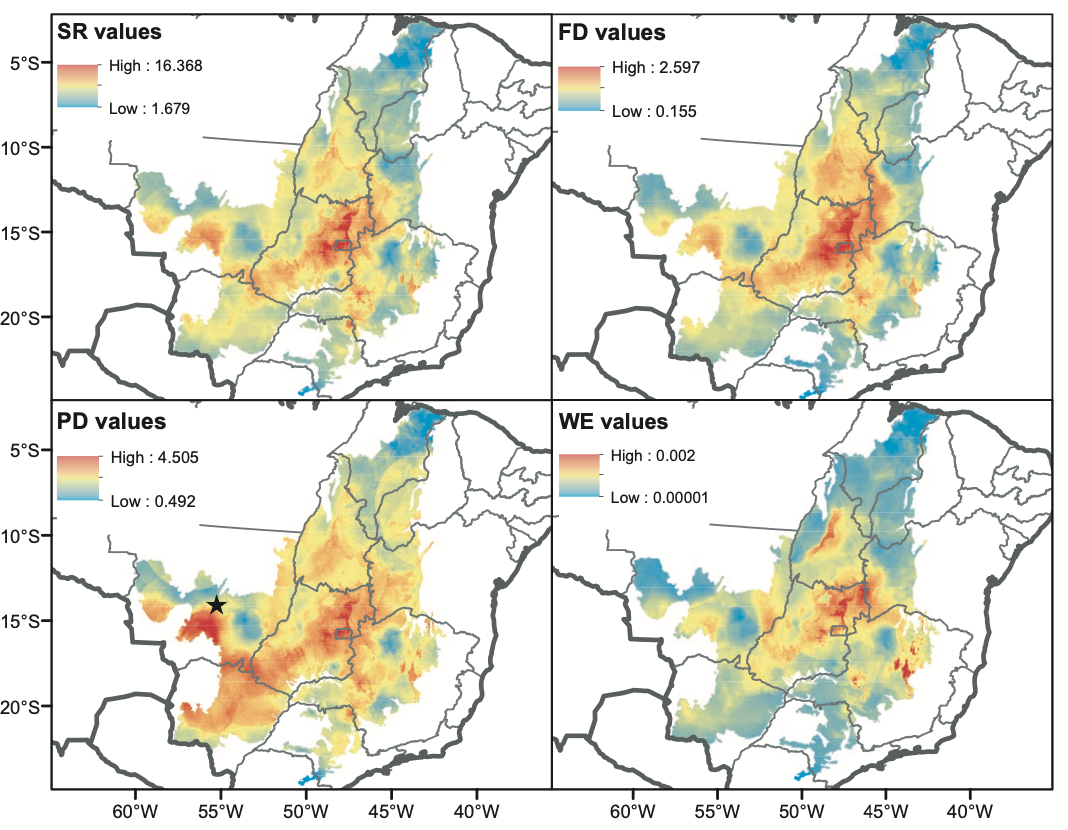 SR values
High : 16.368
Low : 1.679
FD values
High : 2.597
Low : 0.155
5°S
10°S
15°S
20°S
PD values
High : 4.505
Low : 0.492
WE values
High : 0.002
Low : 0.00001
5°S
10°S
15°S
20°S
60°W 55°W 50°W 45°W 40°W
60°W 55°W 50°W 45°W 40°W